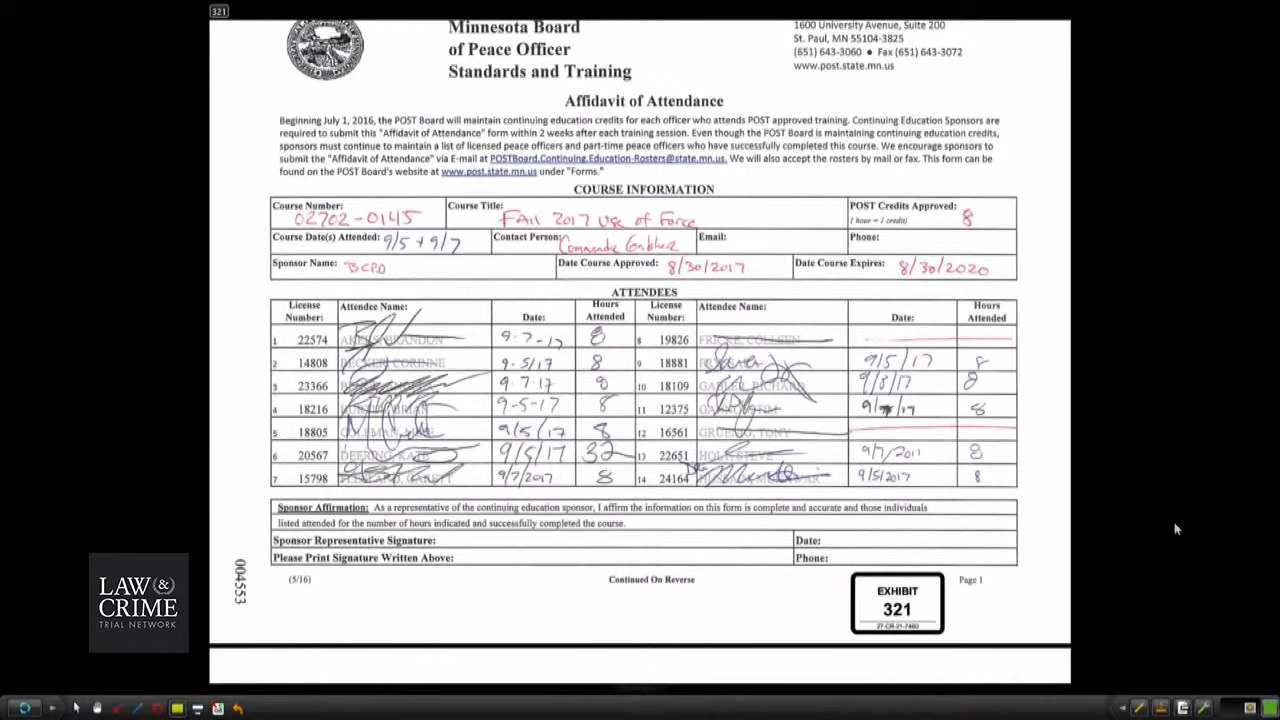 321
Minnesota Board
of Peace Officer
Standards and Training
1600 University Avenue, Suite 200
St. Paul, MN 55104-3825
(651) 643-3060 ● Fax (651) 643-3072
www.post.state.mn.us
Affidavit of Attendance
Beginning July 1, 2016, the POST Board will maintain continuing education credits for each officer who attends POST approved training. Continuing Education Sponsors are
required to submit this "Affidavit of Attendance" form within 2 weeks after each training session. Even though the POST Board is maintaining continuing education credits,
sponsors must continue to maintain a list of licensed peace officers and part-time peace officers who have successfully completed this course. We encourage sponsors to
submit the "Affidavit of Attendance" via E-mail at POSTBoard.Continuing.Education-Rosters@state.mn.us. We will also accept the rosters by mail or fax. This form can be
found on the POST Board's website at www.post.state.mn.us under "Forms."
COURSE INFORMATION
Course Number: 02702-0145 Course Title: Fall 2017 Use of Force POST Credits Approved: 8
1 hour = 1 credit)
Course Date(s) Attended: 9/5 + 9/7 Contact Person: Email: Phone:
Sponsor Name: BCPD Date Course Approved: 8/30/2017 Date Course Expires: 8/30/2020
ATTENDEES
License Number: Attendee Name: Date: Hours Attended License Number: Attendee Name: Date: Hours Attended
1 22574 BRANDON 9-7-17 8 8 19826 FRICKE, COLLEEN
2 14808 BECKER, CORINNE 9-5/17 8 9 18881 9/5/17 8
3 23366 9-7-17 8 10 18109 GABLER, RICHARD 8
4 18216 9-5-17 8 11 12375 9/ /17 8
5 18805 COLEMAN 9/5/17 8 12 16561 TONY
6 20567 DEERING, KATE 9/5/17 32 13 22651 STEVE 8
7 15798 9/7/2017 8 14 24164 9/5/2017 8
Sponsor Affirmation: As a representative of the continuing education sponsor, I affirm the information on this form is complete and accurate and those individuals
listed attended for the number of hours indicated and successfully completed the course.
Sponsor Representative Signature: Date:
Please Print Signature Written Above: Phone:
(5/16) Continued On Reverse Page 1
004553
EXHIBIT
321
27-CR-21-7460
LAW &
CRIME
TRIAL NETWORK